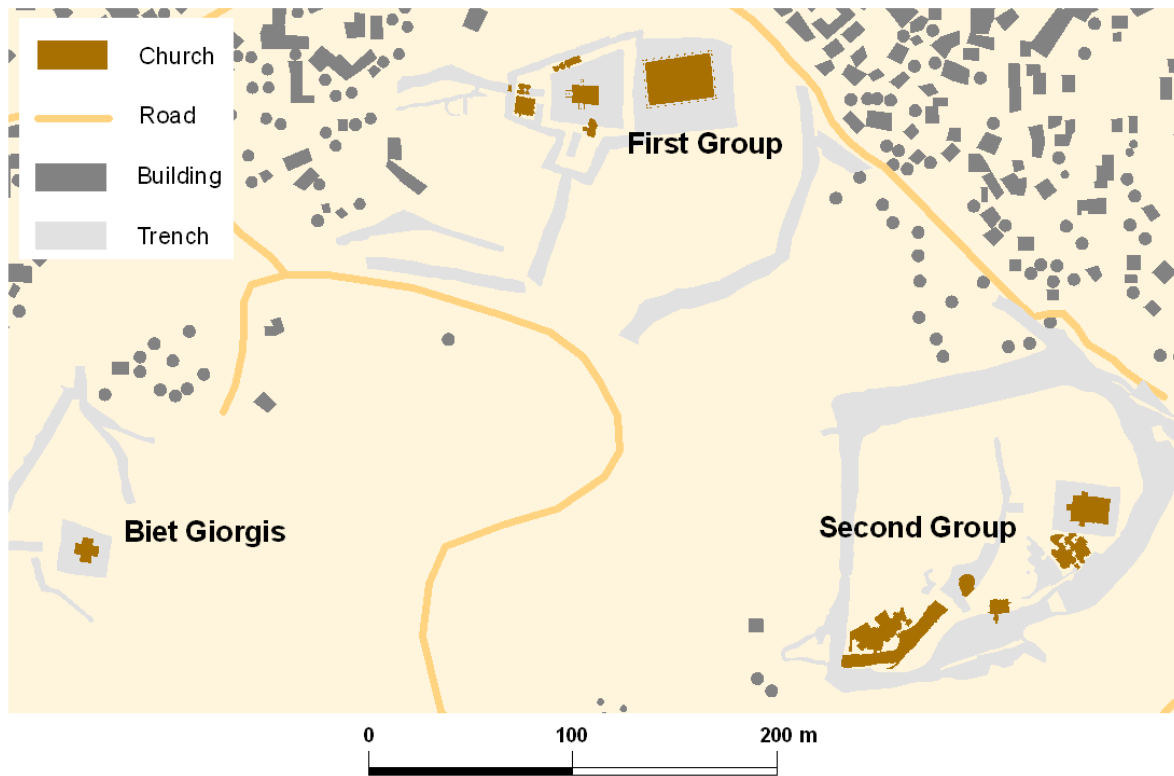 Church
Road
Building
Trench
First Group
Biet Giorgis
Second Group
0 100 200 m